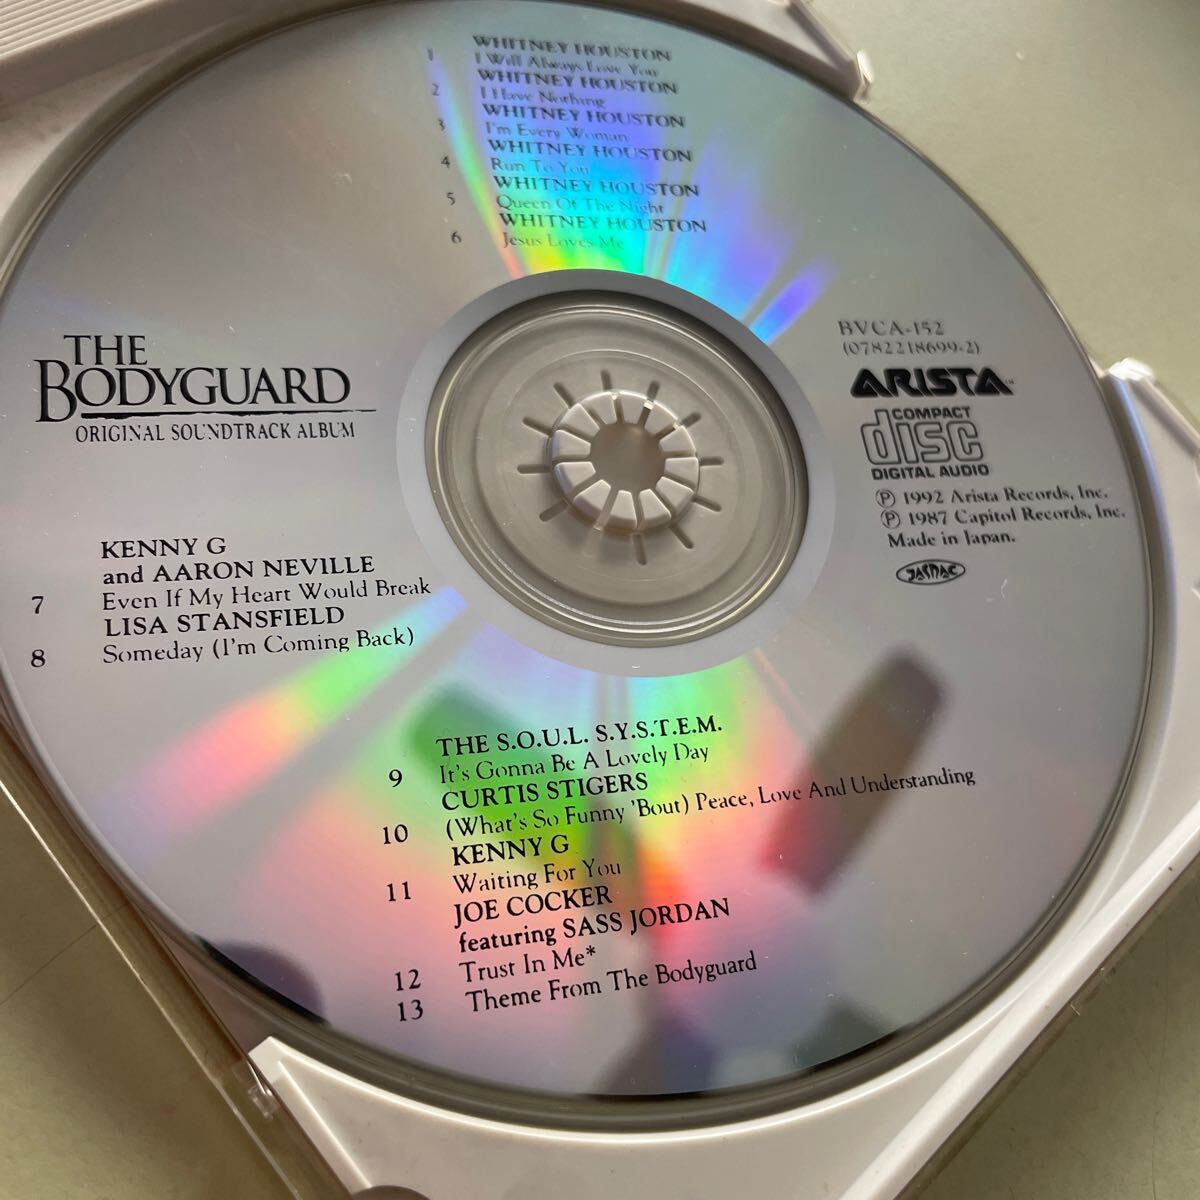 WHITNEY HOUSTON
1 I Will Always Love You
WHITNEY HOUSTON
2 I Have Nothing
WHITNEY HOUSTON
3 I'm Every Woman
WHITNEY HOUSTON
4 Run To You
WHITNEY HOUSTON
5 Queen Of The Night
WHITNEY HOUSTON
6 Jesus Loves Me
THE
BODYGUARD
ORIGINAL SOUNDTRACK ALBUM
BVCA-152
(0782218699-2)
ARISTA™
COMPACT
disc
DIGITAL AUDIO
Ⓟ 1992 Arista Records, Inc.
Ⓟ 1987 Capitol Records, Inc.
Made in Japan.
JASRAC
KENNY G
and AARON NEVILLE
7 Even If My Heart Would Break
LISA STANSFIELD
8 Someday (I'm Coming Back)
THE S.O.U.L. S.Y.S.T.E.M.
9 It's Gonna Be A Lovely Day
CURTIS STIGERS
10 (What's So Funny 'Bout) Peace, Love And Understanding
KENNY G
11 Waiting For You
JOE COCKER
featuring SASS JORDAN
12 Trust In Me*
13 Theme From The Bodyguard